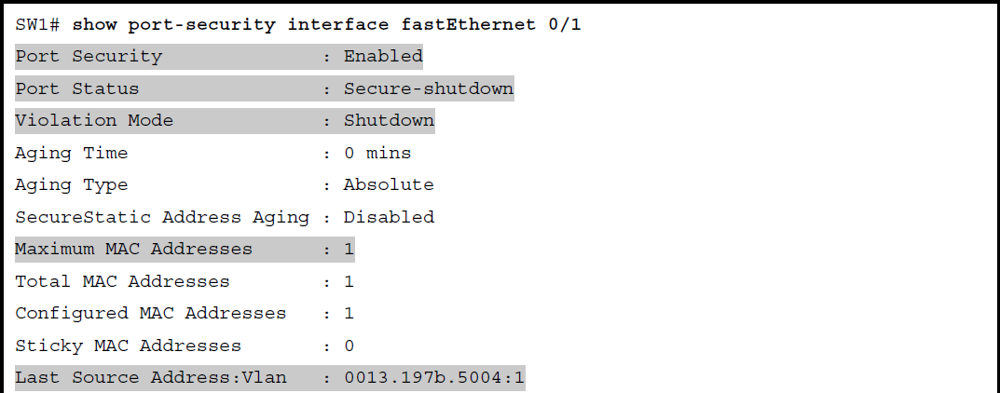 SW1# show port-security interface fastEthernet 0/1
Port Security : Enabled
Port Status : Secure-shutdown
Violation Mode : Shutdown
Aging Time : 0 mins
Aging Type : Absolute
SecureStatic Address Aging : Disabled
Maximum MAC Addresses : 1
Total MAC Addresses : 1
Configured MAC Addresses : 1
Sticky MAC Addresses : 0
Last Source Address:Vlan : 0013.197b.5004:1